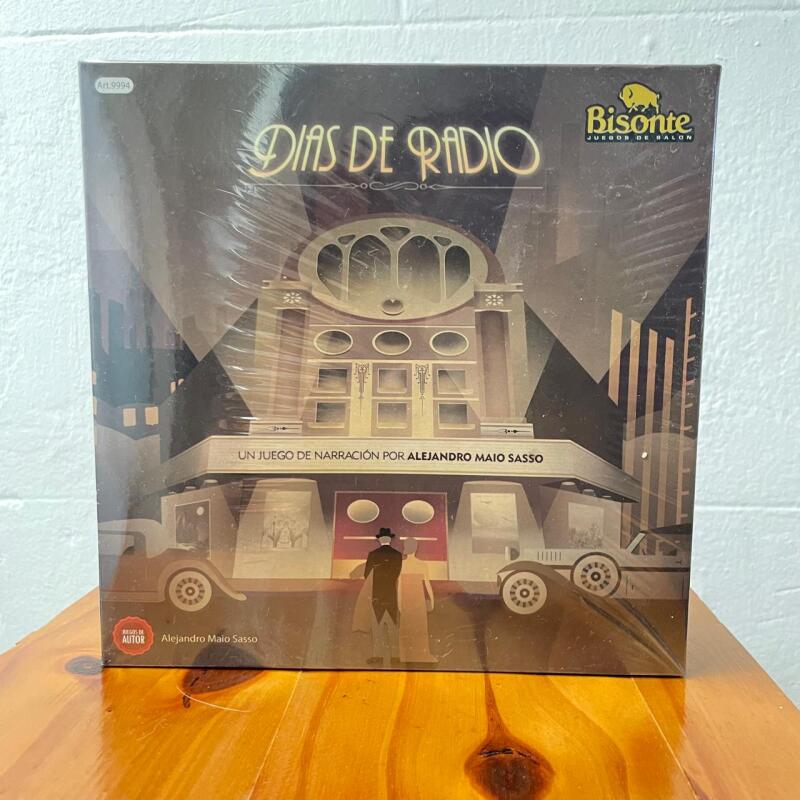 Art.9994
Bisonte
JUEGOS DE SALON
DIAS DE RADIO
UN JUEGO DE NARRACIÓN POR ALEJANDRO MAIO SASSO
JUEGOS DE
AUTOR
Alejandro Maio Sasso